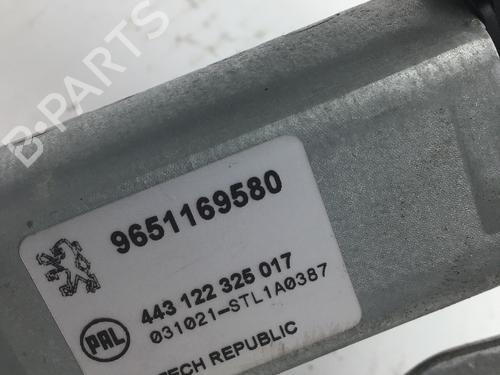 B-PARTS
9651169580
443 122 325 017
031021-STL1A0387
PAL
ECH REPUBLIC